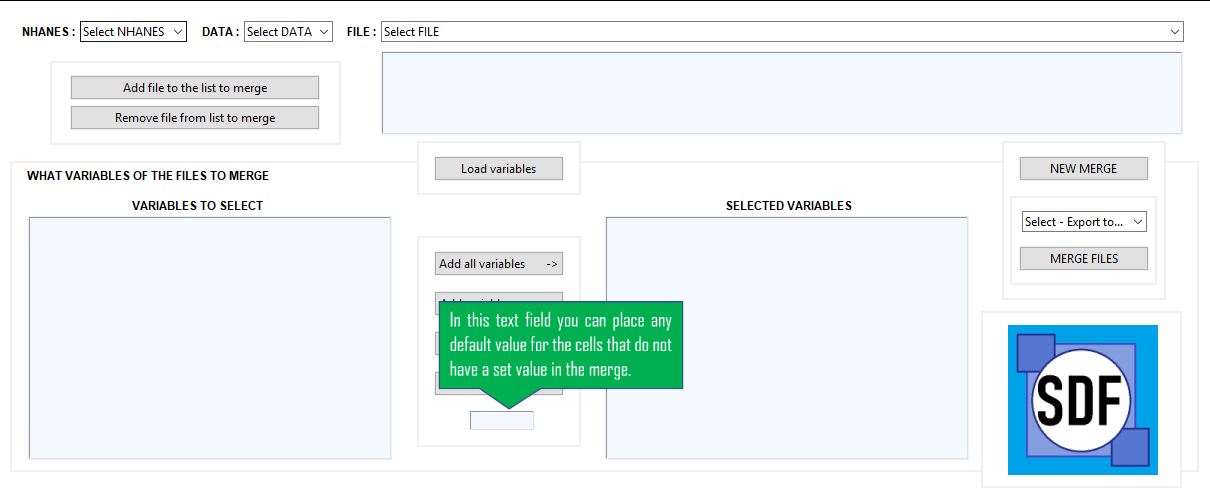 NHANES : Select NHANES DATA : Select DATA FILE : Select FILE
Add file to the list to merge
Remove file from list to merge
Load variables
NEW MERGE
WHAT VARIABLES OF THE FILES TO MERGE
VARIABLES TO SELECT
SELECTED VARIABLES
Select - Export to...
MERGE FILES
Add all variables ->
In this text field you can place any
default value for the cells that do not
have a set value in the merge.
SDF